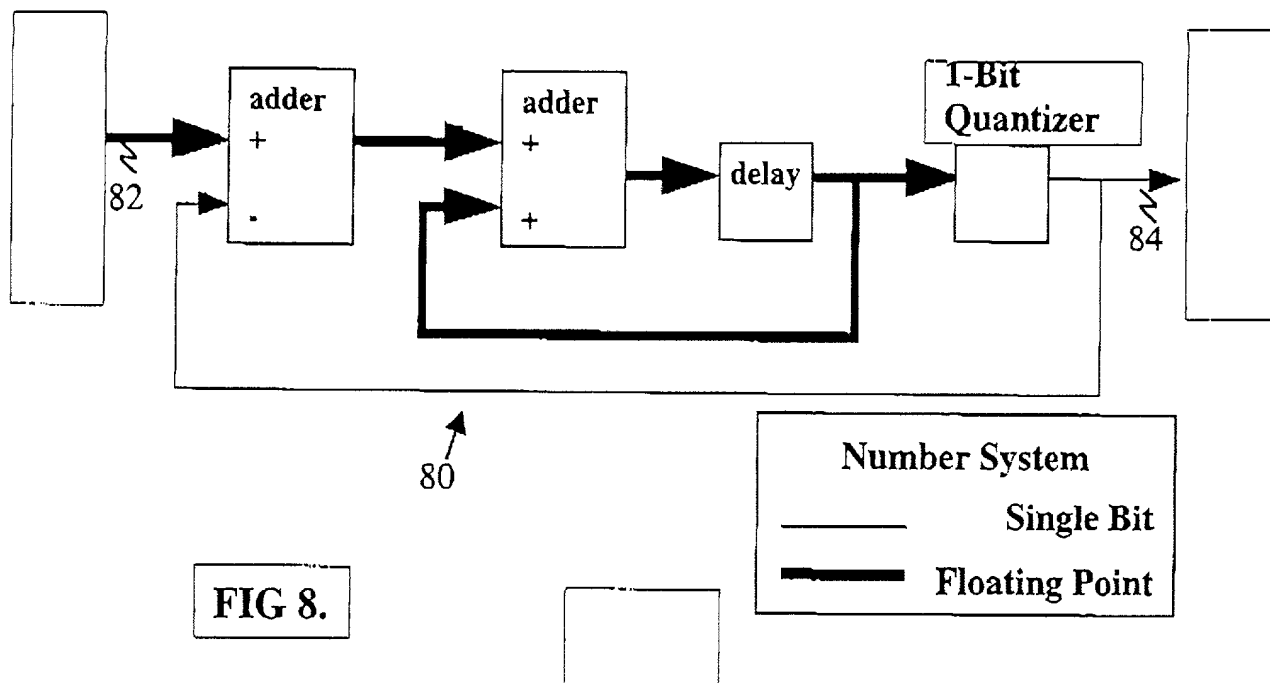 adder
+
-
82
adder
+
+
delay
1-Bit
Quantizer
84
80
Number System
Single Bit
Floating Point
FIG 8.